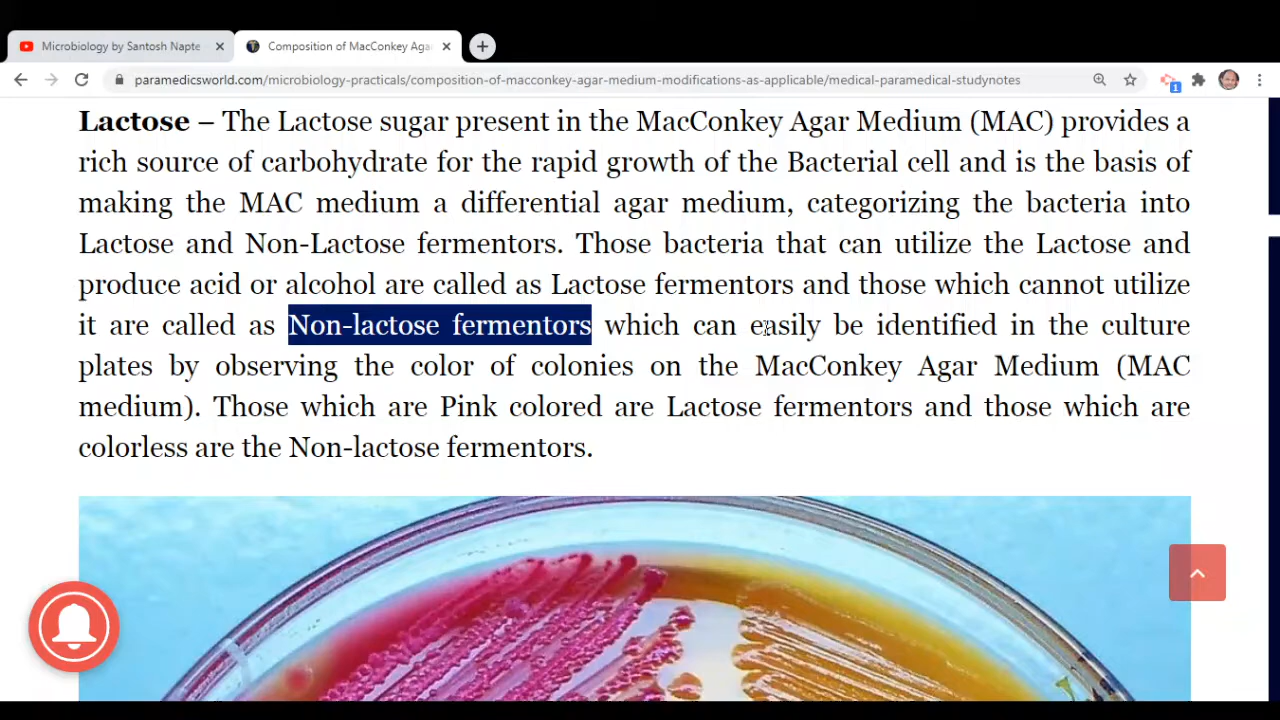 Microbiology by Santosh Napte
Composition of MacConkey Aga
paramedicsworld.com/microbiology-practicals/composition-of-macconkey-agar-medium-modifications-as-applicable/medical-paramedical-studynotes
1
Lactose – The Lactose sugar present in the MacConkey Agar Medium (MAC) provides a
rich source of carbohydrate for the rapid growth of the Bacterial cell and is the basis of
making the MAC medium a differential agar medium, categorizing the bacteria into
Lactose and Non-Lactose fermentors. Those bacteria that can utilize the Lactose and
produce acid or alcohol are called as Lactose fermentors and those which cannot utilize
it are called as Non-lactose fermentors which can easily be identified in the culture
plates by observing the color of colonies on the MacConkey Agar Medium (MAC
medium). Those which are Pink colored are Lactose fermentors and those which are
colorless are the Non-lactose fermentors.